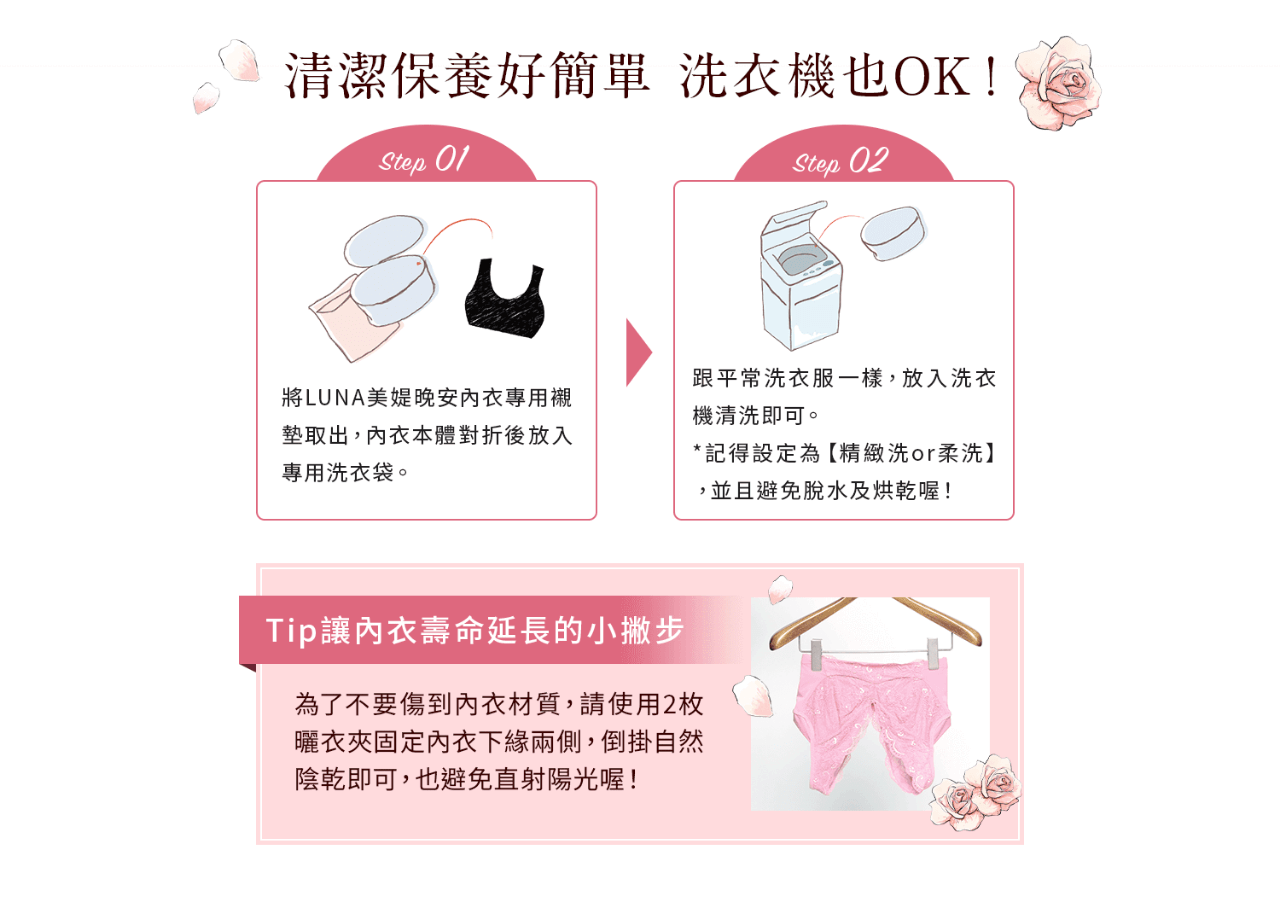 清潔保養好簡單 洗衣機也OK！
Step 01
將LUNA美媞晚安內衣專用襯
墊取出，內衣本體對折後放入
專用洗衣袋。
Step 02
跟平常洗衣服一樣，放入洗衣
機清洗即可。
*記得設定為【精緻洗or柔洗】
，並且避免脫水及烘乾喔！
Tip讓內衣壽命延長的小撇步
為了不要傷到內衣材質，請使用2枚
曬衣夾固定內衣下緣兩側，倒掛自然
陰乾即可，也避免直射陽光喔！